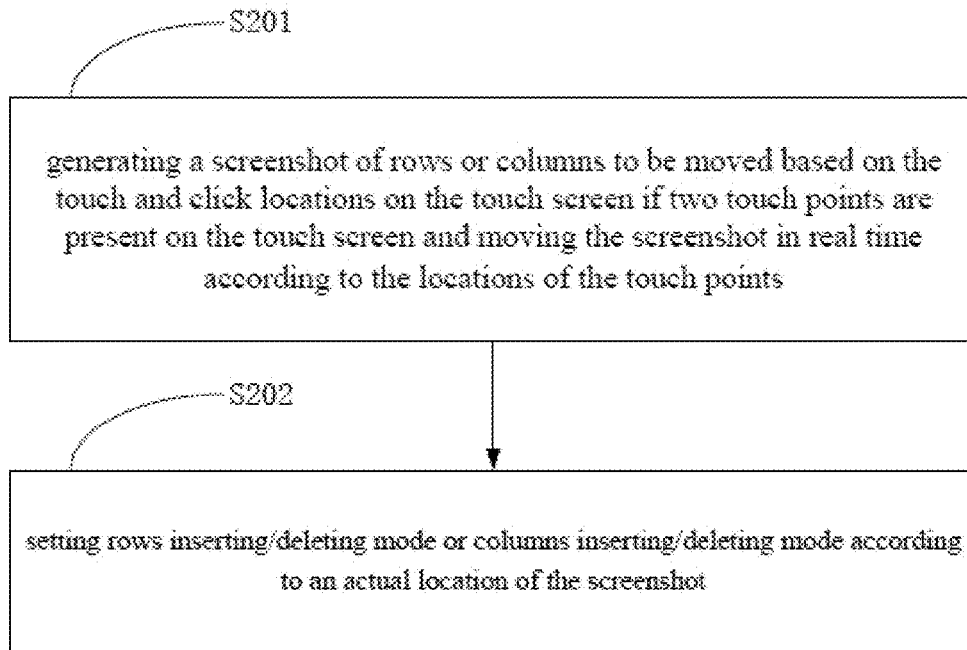 S201
generating a screenshot of rows or columns to be moved based on the
touch and click locations on the touch screen if two touch points are
present on the touch screen and moving the screenshot in real time
according to the locations of the touch points
S202
setting rows inserting/deleting mode or columns inserting/deleting mode according
to an actual location of the screenshot